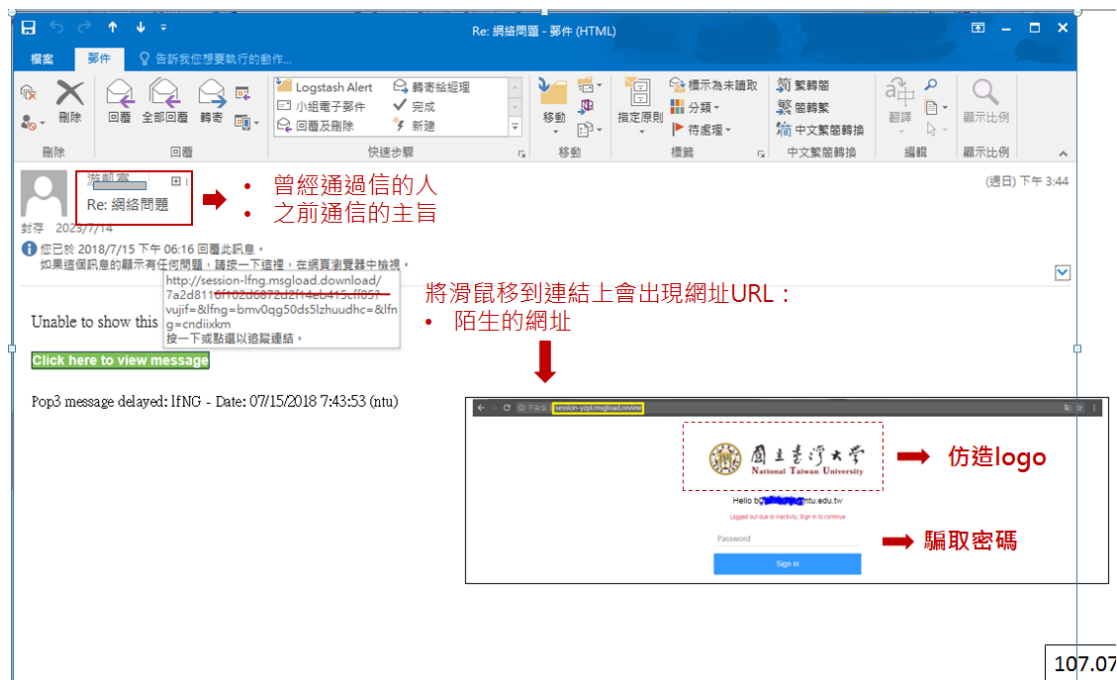 Re: 網絡問題 - 郵件 (HTML)
檔案 郵件 告訴我您想要執行的動作...
刪除 回覆 全部回覆 轉寄
Logstash Alert 轉寄給經理
小組電子郵件 完成
回覆及刪除 新建
移動 指定原則
標示為未讀取
分類
待處理
繁轉簡
簡轉繁
中文繁簡轉換
翻譯 顯示比例
刪除 回覆 快速步驟 移動 標籤 中文繁簡轉換 編輯 顯示比例
Re: 網絡問題
封存 2023/7/14
(週日) 下午 3:44
• 曾經通過信的人
• 之前通信的主旨
您已於 2018/7/15 下午 06:16 回覆此訊息。
如果這個訊息的顯示有任何問題，請按一下這裡，在網頁瀏覽器中檢視。
http://session-lfng.msgload.download/
vujif=&lfng=bmv0qg50ds5lzhuudhc=&lfn
g=cndiixkm
按一下或點選以追蹤連結。
將滑鼠移到連結上會出現網址URL：
• 陌生的網址
Unable to show this
Click here to view message
Pop3 message delayed: lfNG - Date: 07/15/2018 7:43:53 (ntu)
不安全 session-yzpl.msgload.review
國立臺灣大學
National Taiwan University
仿造logo
Hello ntu.edu.tw
Logged out due to inactivity, Sign in to continue
Password
騙取密碼
Sign in
107.07